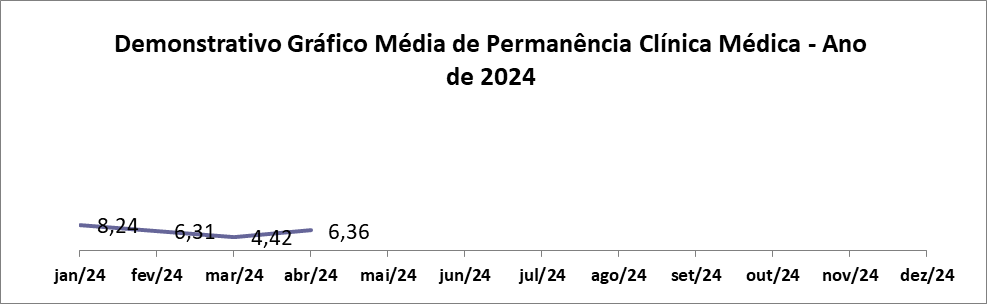 Demonstrativo Gráfico Média de Permanência Clínica Médica - Ano
de 2024
8,24 6,31 4,42 6,36
jan/24 fev/24 mar/24 abr/24 mai/24 jun/24 jul/24 ago/24 set/24 out/24 nov/24 dez/24